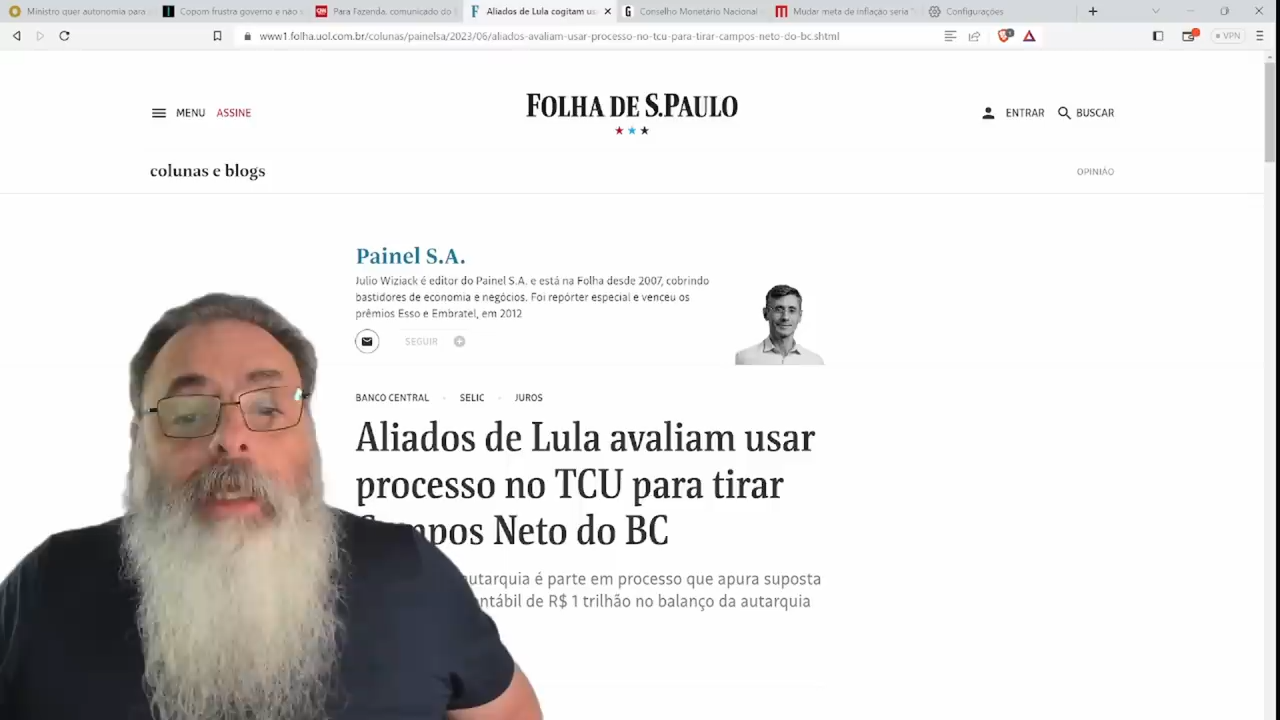 Ministro quer autonomia para
Copom frustra governo e não
Para Fazenda, comunicado do
Aliados de Lula cogitam us
Conselho Monetário Nacional
Mudar meta de inflação seria
Configurações
www1.folha.uol.com.br/colunas/painelsa/2023/06/aliados-avaliam-usar-processo-no-tcu-para-tirar-campos-neto-do-bc.shtml
VPN
MENU ASSINE
FOLHA DE S.PAULO
ENTRAR BUSCAR
colunas e blogs
OPINIÃO
Painel S.A.
Julio Wiziack é editor do Painel S.A. e está na Folha desde 2007, cobrindo
bastidores de economia e negócios. Foi repórter especial e venceu os
prêmios Esso e Embratel, em 2012
SEGUIR
BANCO CENTRAL · SELIC · JUROS
Aliados de Lula avaliam usar
processo no TCU para tirar
Campos Neto do BC
autarquia é parte em processo que apura suposta
de R$ 1 trilhão no balanço da autarquia